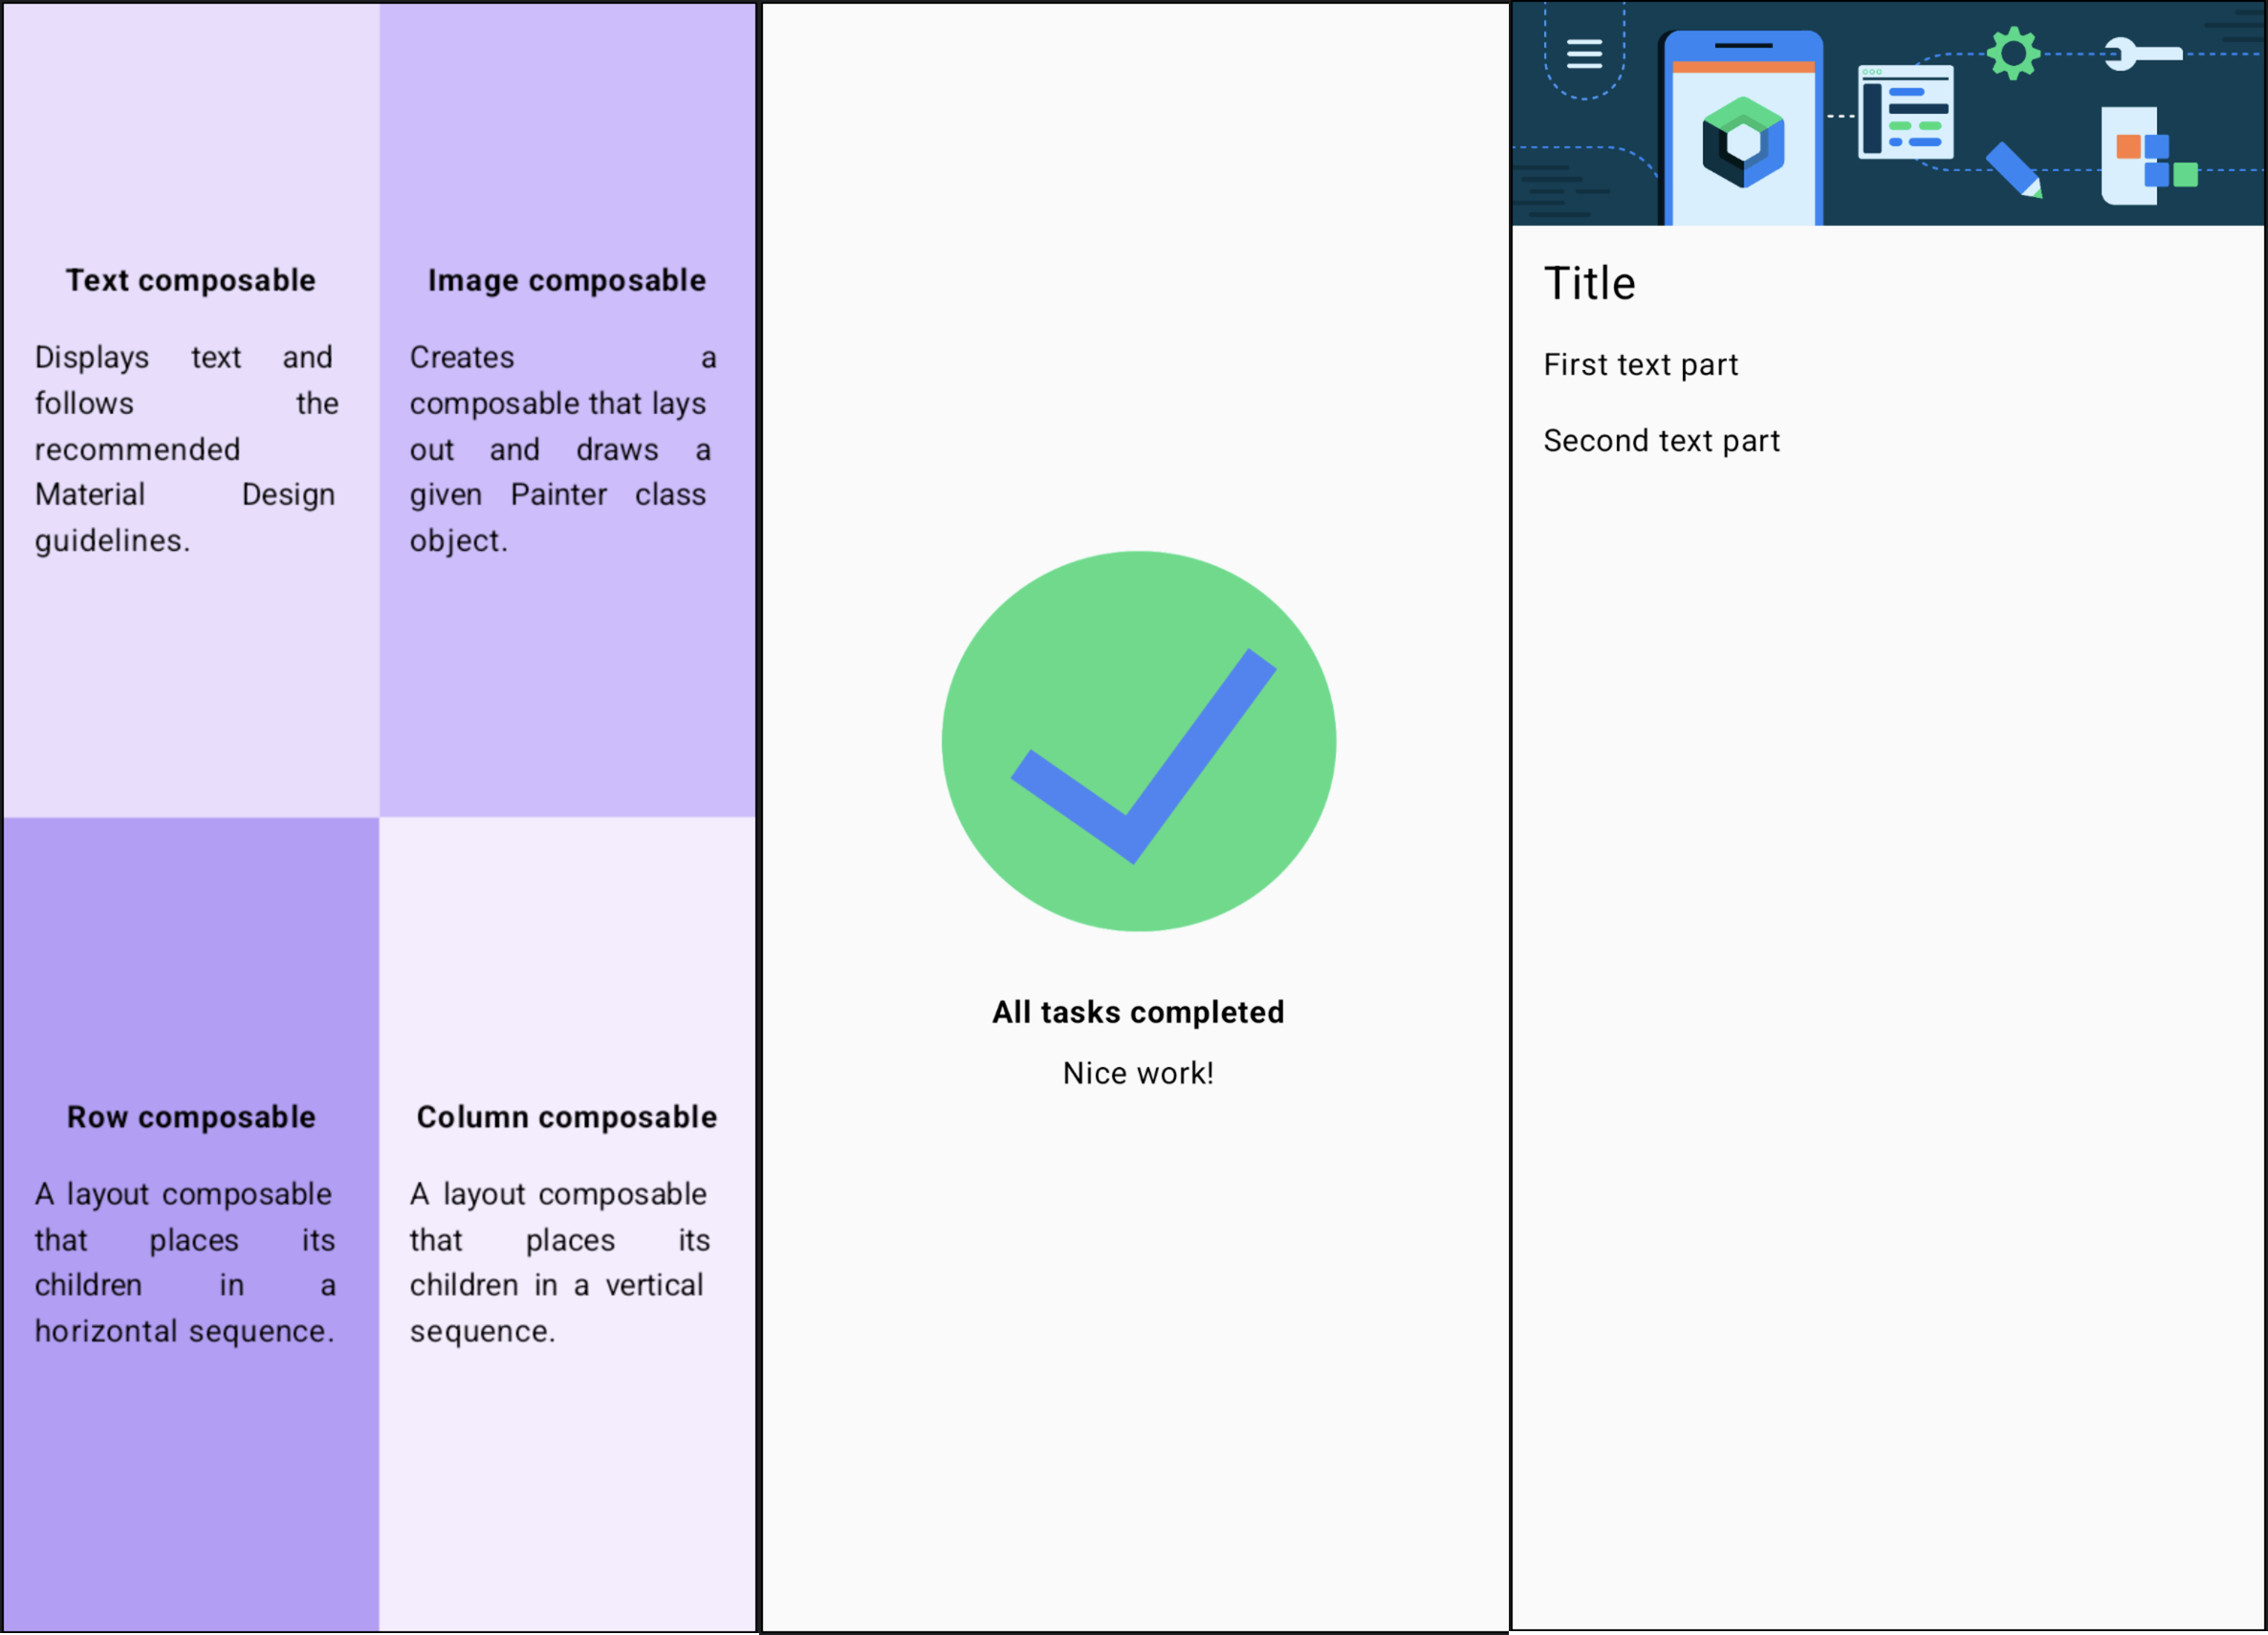 Text composable
Displays text and
follows the
recommended
Material Design
guidelines.
Image composable
Creates a
composable that lays
out and draws a
given Painter class
object.
Row composable
A layout composable
that places its
children in a
horizontal sequence.
Column composable
A layout composable
that places its
children in a vertical
sequence.
All tasks completed
Nice work!
Title
First text part
Second text part